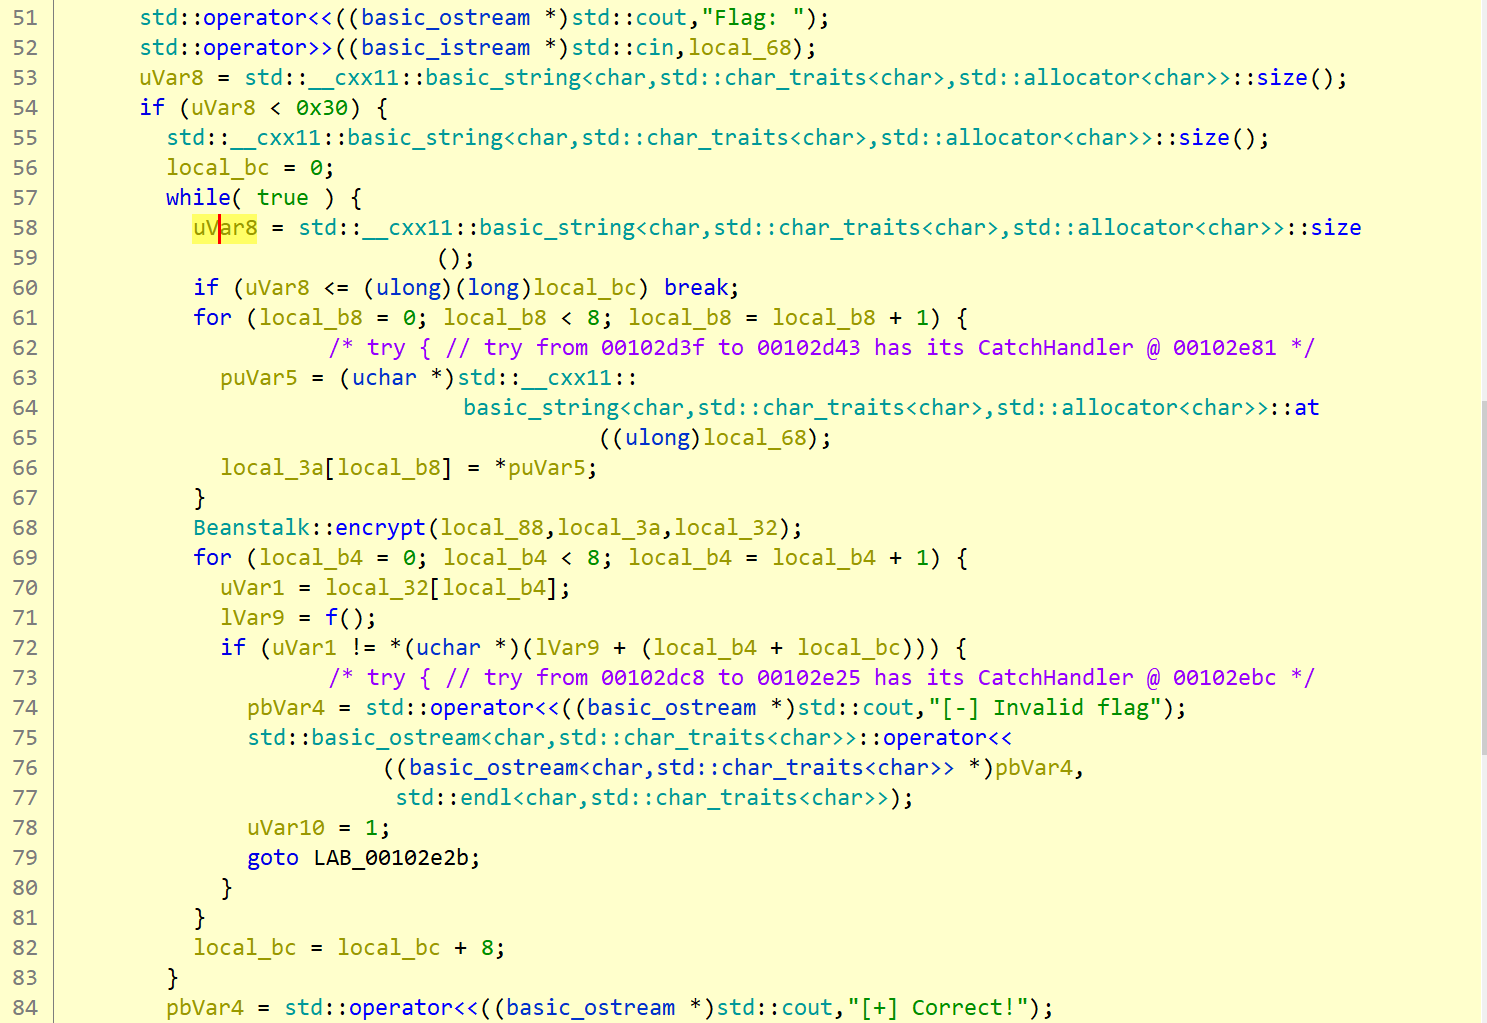 51 std::operator<<((basic_ostream *)std::cout,"Flag: ");
52 std::operator>>((basic_istream *)std::cin,local_68);
53 uVar8 = std::__cxx11::basic_string<char,std::char_traits<char>,std::allocator<char>>::size();
54 if (uVar8 < 0x30) {
55 std::__cxx11::basic_string<char,std::char_traits<char>,std::allocator<char>>::size();
56 local_bc = 0;
57 while( true ) {
58 uVar8 = std::__cxx11::basic_string<char,std::char_traits<char>,std::allocator<char>>::size
59 ();
60 if (uVar8 <= (ulong)(long)local_bc) break;
61 for (local_b8 = 0; local_b8 < 8; local_b8 = local_b8 + 1) {
62 /* try { // try from 00102d3f to 00102d43 has its CatchHandler @ 00102e81 */
63 puVar5 = (uchar *)std::__cxx11::
64 basic_string<char,std::char_traits<char>,std::allocator<char>>::at
65 ((ulong)local_68);
66 local_3a[local_b8] = *puVar5;
67 }
68 Beanstalk::encrypt(local_88,local_3a,local_32);
69 for (local_b4 = 0; local_b4 < 8; local_b4 = local_b4 + 1) {
70 uVar1 = local_32[local_b4];
71 lVar9 = f();
72 if (uVar1 != *(uchar *)(lVar9 + (local_b4 + local_bc))) {
73 /* try { // try from 00102dc8 to 00102e25 has its CatchHandler @ 00102ebc */
74 pbVar4 = std::operator<<((basic_ostream *)std::cout,"[-] Invalid flag");
75 std::basic_ostream<char,std::char_traits<char>>::operator<<
76 ((basic_ostream<char,std::char_traits<char>> *)pbVar4,
77 std::endl<char,std::char_traits<char>>);
78 uVar10 = 1;
79 goto LAB_00102e2b;
80 }
81 }
82 local_bc = local_bc + 8;
83 }
84 pbVar4 = std::operator<<((basic_ostream *)std::cout,"[+] Correct!");